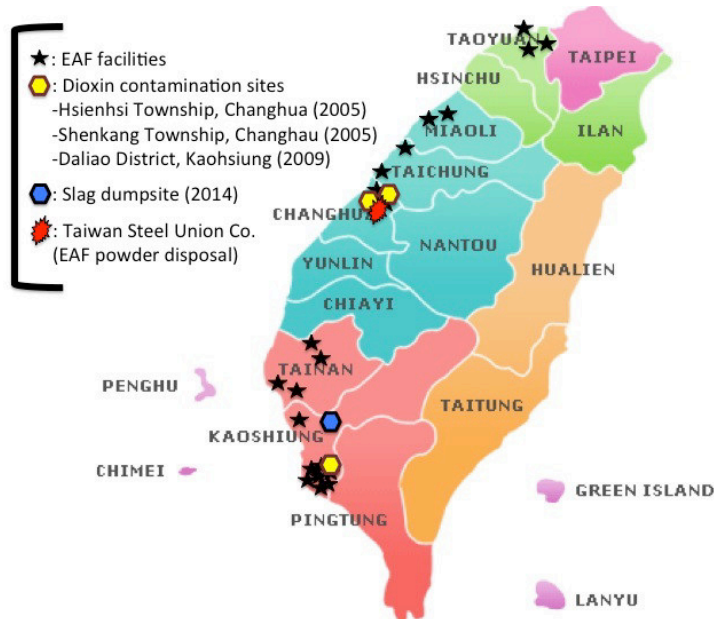 : EAF facilities
: Dioxin contamination sites
-Hsienhsi Township, Changhua (2005)
-Shenkang Township, Changhau (2005)
-Daliao District, Kaohsiung (2009)
: Slag dumpsite (2014)
: Taiwan Steel Union Co.
(EAF powder disposal)
TAOYUAN
TAIPEI
HSINCHU
ILAN
MIAOLI
TAICHUNG
CHANGHUA
NANTOU
YUNLIN
HUALIEN
CHIAYI
TAINAN
PENGHU
TAITUNG
KAOSHIUNG
CHIMEI
GREEN ISLAND
PINGTUNG
LANYU